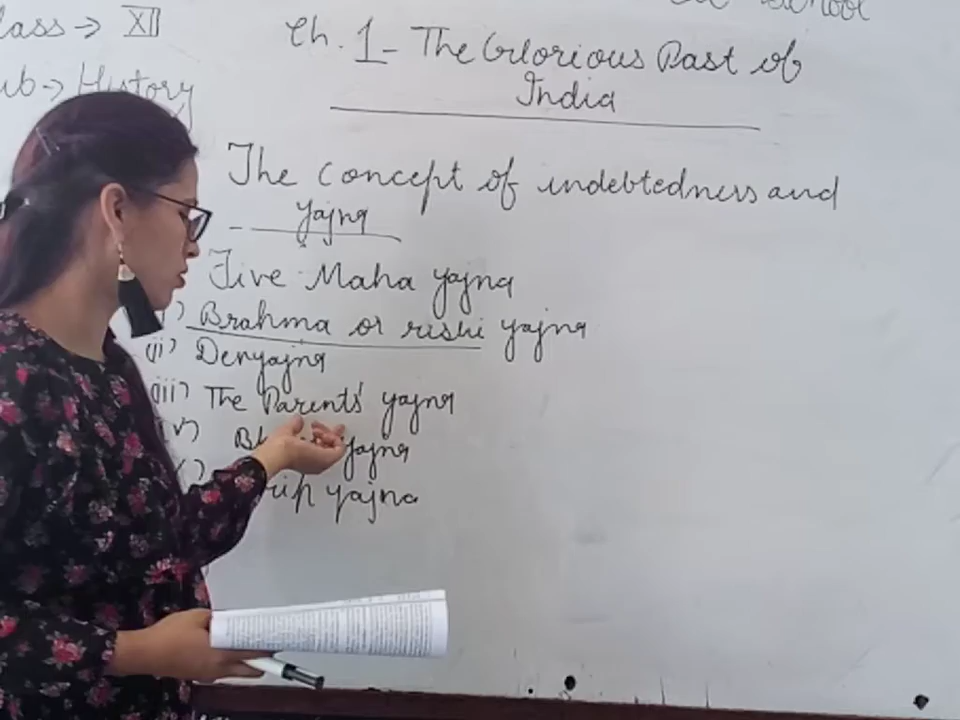 School
Class → XII
Sub → History
Ch. 1- The Glorious Past of
India
The concept of indebtedness and
yajna
Five Maha yajna
Brahma or rishi yajna
(ii) Devyajna
(iii) The Parents' yajna
yajna
yajna